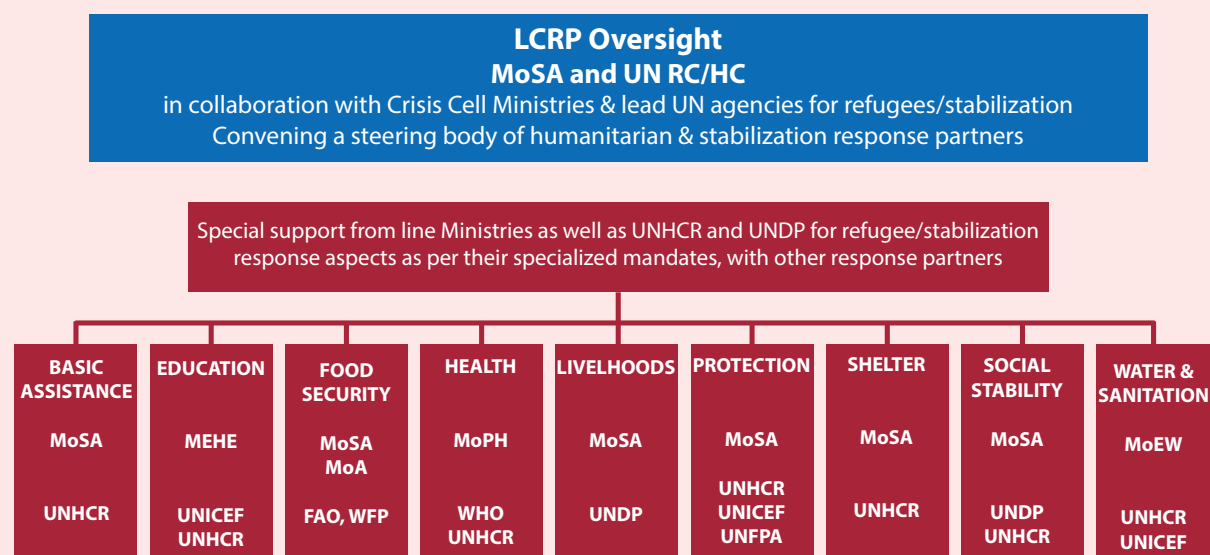 LCRP Oversight
MoSA and UN RC/HC
in collaboration with Crisis Cell Ministries & lead UN agencies for refugees/stabilization
Convening a steering body of humanitarian & stabilization response partners
Special support from line Ministries as well as UNHCR and UNDP for refugee/stabilization
response aspects as per their specialized mandates, with other response partners
BASIC
ASSISTANCE
MoSA
UNHCR
EDUCATION
MEHE
UNICEF
UNHCR
FOOD
SECURITY
MoSA
MoA
FAO, WFP
HEALTH
MoPH
WHO
UNHCR
LIVELHOODS
MoSA
UNDP
PROTECTION
MoSA
UNHCR
UNICEF
UNFPA
SHELTER
MoSA
UNHCR
SOCIAL
STABILITY
MoSA
UNDP
UNHCR
WATER &
SANITATION
MoEW
UNHCR
UNICEF